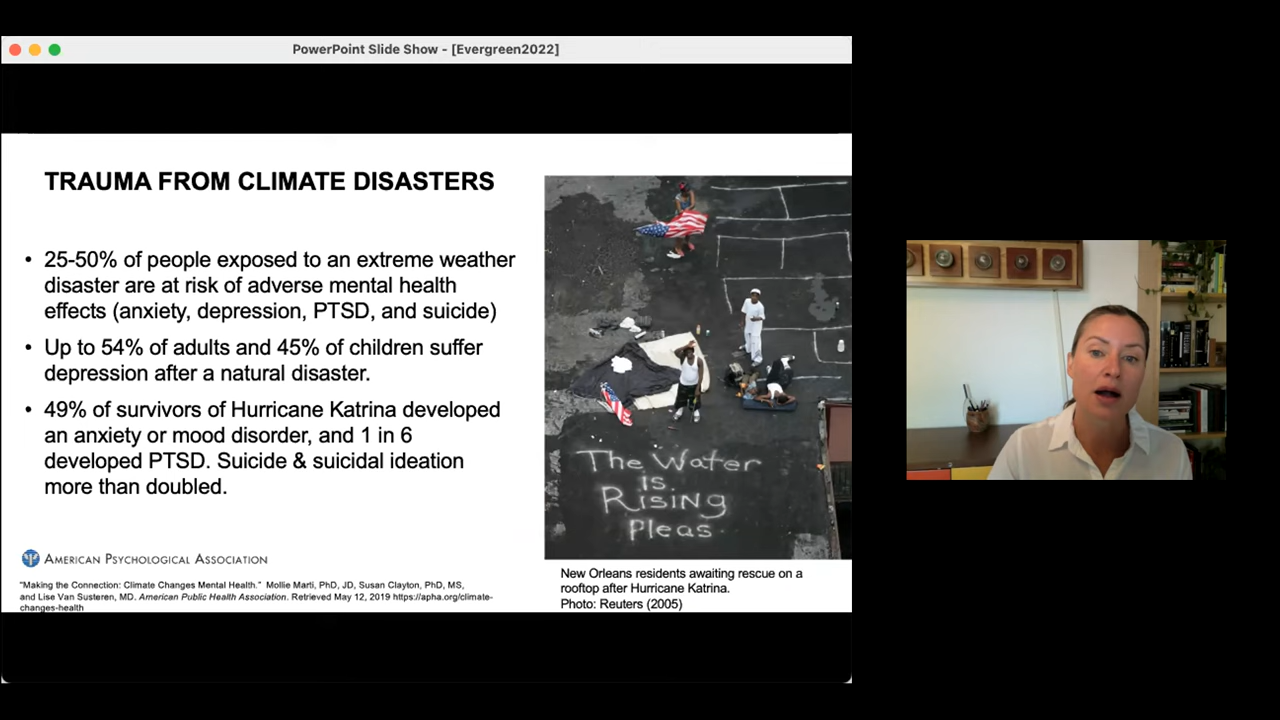 PowerPoint Slide Show - [Evergreen2022]
TRAUMA FROM CLIMATE DISASTERS
• 25-50% of people exposed to an extreme weather
disaster are at risk of adverse mental health
effects (anxiety, depression, PTSD, and suicide)
• Up to 54% of adults and 45% of children suffer
depression after a natural disaster.
• 49% of survivors of Hurricane Katrina developed
an anxiety or mood disorder, and 1 in 6
developed PTSD. Suicide & suicidal ideation
more than doubled.
AMERICAN PSYCHOLOGICAL ASSOCIATION
"Making the Connection: Climate Changes Mental Health." Mollie Marti, PhD, JD, Susan Clayton, PhD, MS,
and Lise Van Susteren, MD. American Public Health Association. Retrieved May 12, 2019 https://apha.org/climate-
changes-health
The Water
is
Rising
Pleas
New Orleans residents awaiting rescue on a
rooftop after Hurricane Katrina.
Photo: Reuters (2005)